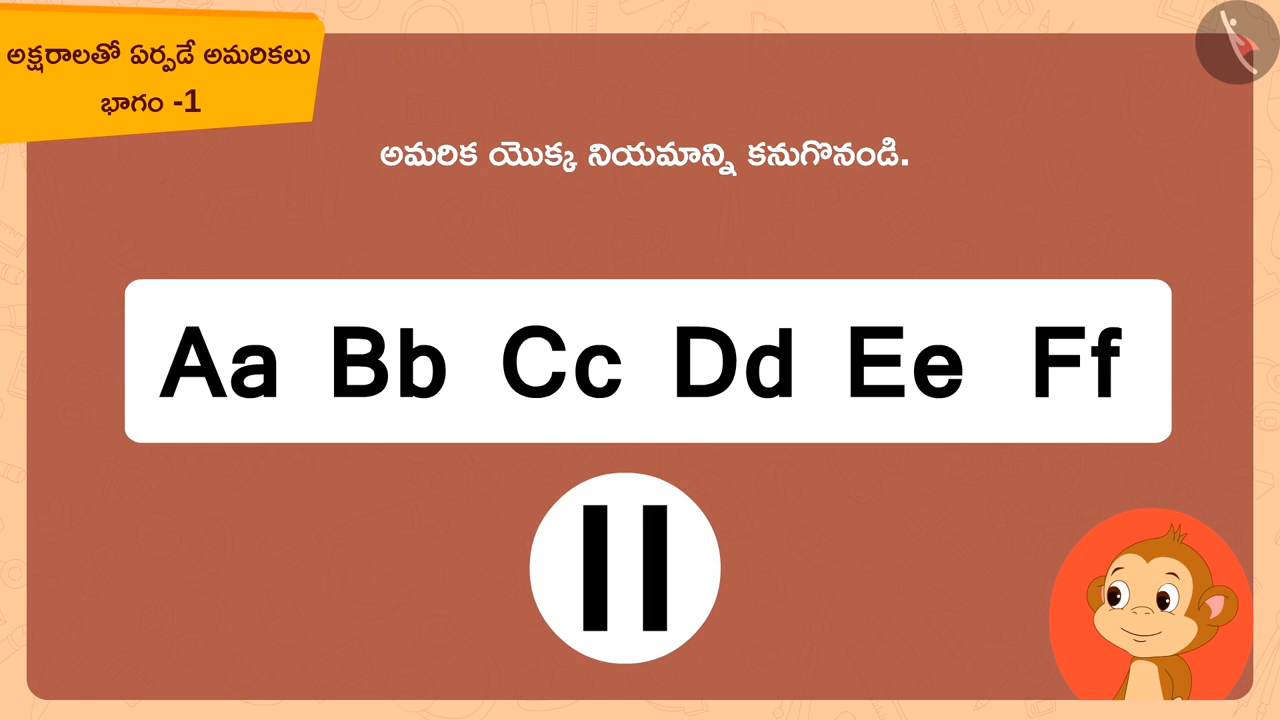 అక్షరాలతో ఏర్పడే అమరికలు
భాగం -1
అమరిక యొక్క నియమాన్ని కనుగొనండి.
Aa Bb Cc Dd Ee Ff